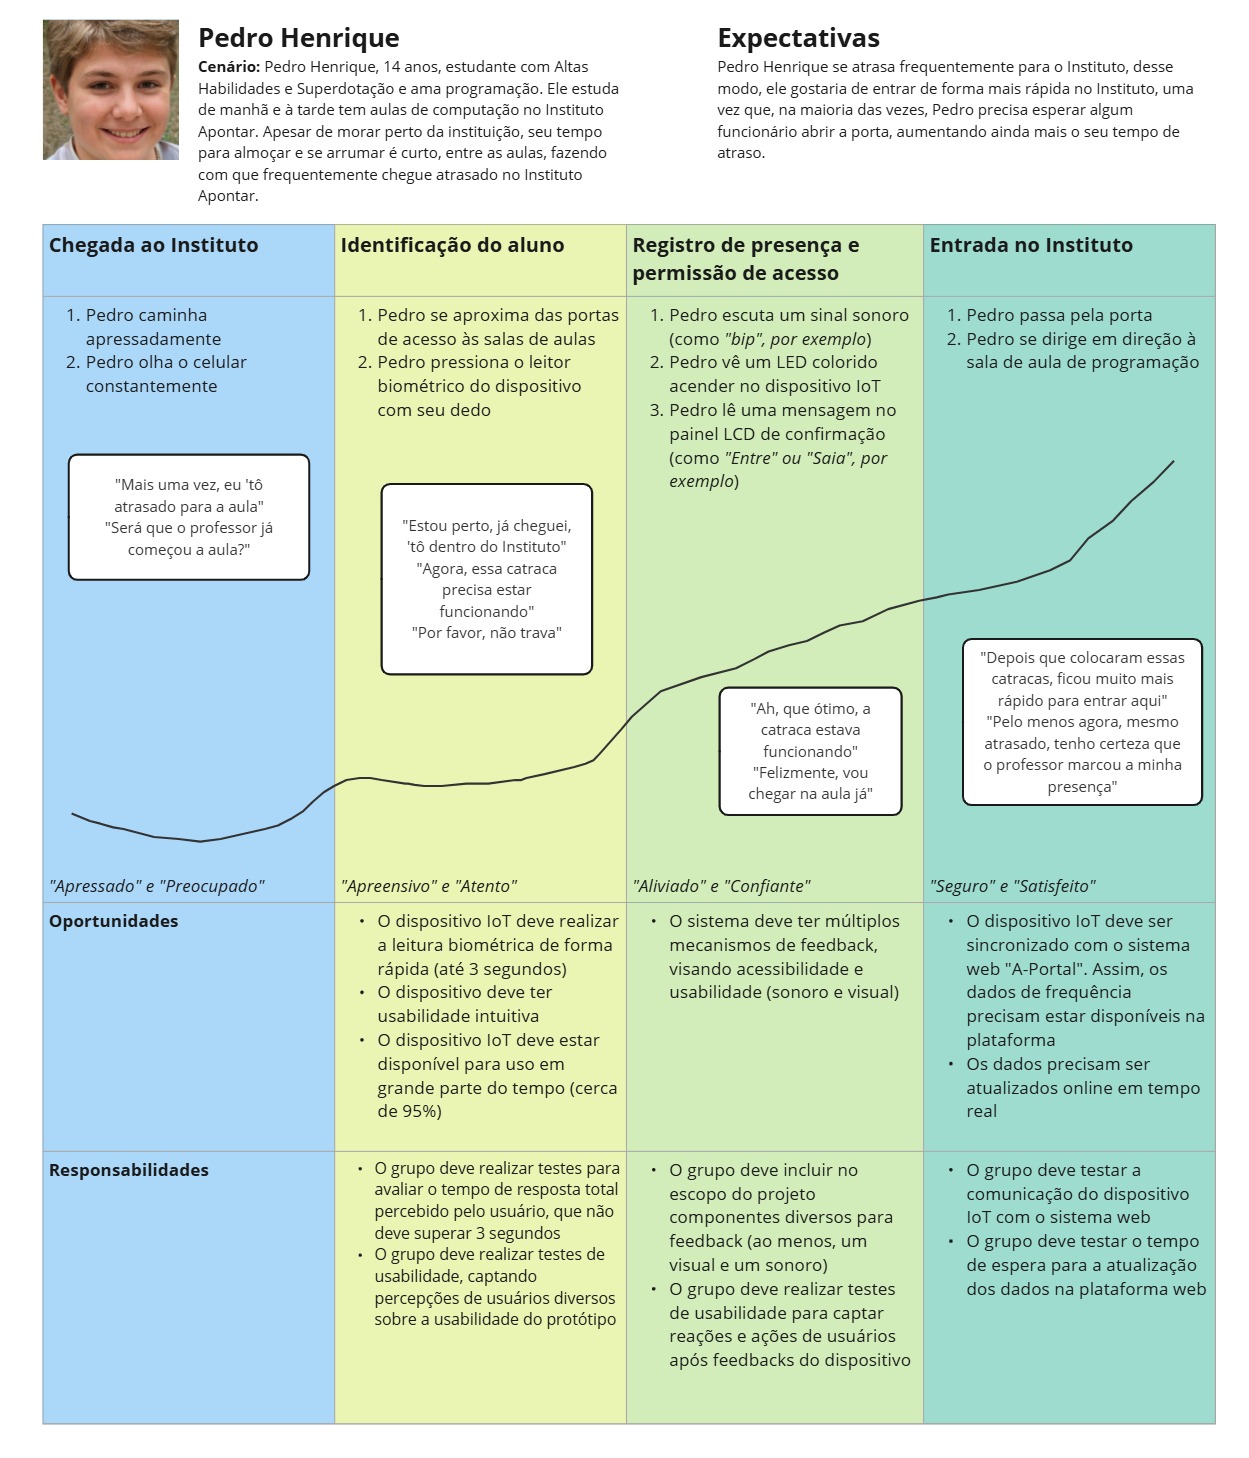 Pedro Henrique
Cenário: Pedro Henrique, 14 anos, estudante com Altas
Habilidades e Superdotação e ama programação. Ele estuda
de manhã e à tarde tem aulas de computação no Instituto
Apontar. Apesar de morar perto da instituição, seu tempo
para almoçar e se arrumar é curto, entre as aulas, fazendo
com que frequentemente chegue atrasado no Instituto
Apontar.
Expectativas
Pedro Henrique se atrasa frequentemente para o Instituto, desse
modo, ele gostaria de entrar de forma mais rápida no Instituto, uma
vez que, na maioria das vezes, Pedro precisa esperar algum
funcionário abrir a porta, aumentando ainda mais o seu tempo de
atraso.
Chegada ao Instituto
Identificação do aluno
Registro de presença e
permissão de acesso
Entrada no Instituto
1. Pedro caminha
apressadamente
2. Pedro olha o celular
constantemente
1. Pedro se aproxima das portas
de acesso às salas de aulas
2. Pedro pressiona o leitor
biométrico do dispositivo
com seu dedo
1. Pedro escuta um sinal sonoro
(como "bip", por exemplo)
2. Pedro vê um LED colorido
acender no dispositivo IoT
3. Pedro lê uma mensagem no
painel LCD de confirmação
(como "Entre" ou "Saia", por
exemplo)
1. Pedro passa pela porta
2. Pedro se dirige em direção à
sala de aula de programação
"Mais uma vez, eu 'tô
atrasado para a aula"
"Será que o professor já
começou a aula?"
"Estou perto, já cheguei,
'tô dentro do Instituto"
"Agora, essa catraca
precisa estar
funcionando"
"Por favor, não trava"
"Ah, que ótimo, a
catraca estava
funcionando"
"Felizmente, vou
chegar na aula já"
"Depois que colocaram essas
catracas, ficou muito mais
rápido para entrar aqui"
"Pelo menos agora, mesmo
atrasado, tenho certeza que
o professor marcou a minha
presença"
"Apressado" e "Preocupado"
"Apreensivo" e "Atento"
"Aliviado" e "Confiante"
"Seguro" e "Satisfeito"
Oportunidades
• O dispositivo IoT deve realizar
a leitura biométrica de forma
rápida (até 3 segundos)
• O dispositivo deve ter
usabilidade intuitiva
• O dispositivo IoT deve estar
disponível para uso em
grande parte do tempo (cerca
de 95%)
• O sistema deve ter múltiplos
mecanismos de feedback,
visando acessibilidade e
usabilidade (sonoro e visual)
• O dispositivo IoT deve ser
sincronizado com o sistema
web "A-Portal". Assim, os
dados de frequência
precisam estar disponíveis na
plataforma
• Os dados precisam ser
atualizados online em tempo
real
Responsabilidades
• O grupo deve realizar testes para
avaliar o tempo de resposta total
percebido pelo usuário, que não
deve superar 3 segundos
• O grupo deve realizar testes de
usabilidade, captando
percepções de usuários diversos
sobre a usabilidade do protótipo
• O grupo deve incluir no
escopo do projeto
componentes diversos para
feedback (ao menos, um
visual e um sonoro)
• O grupo deve realizar testes
de usabilidade para captar
reações e ações de usuários
após feedbacks do dispositivo
• O grupo deve testar a
comunicação do dispositivo
IoT com o sistema web
• O grupo deve testar o tempo
de espera para a atualização
dos dados na plataforma web